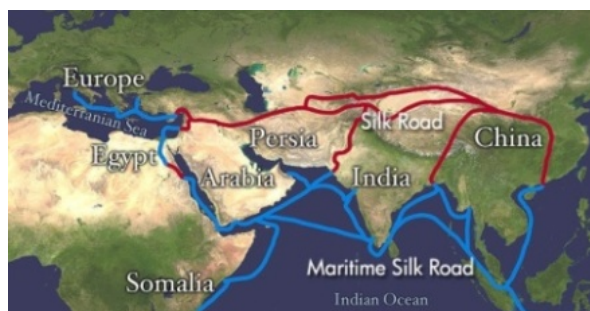 Europe
Mediterranean Sea
Egypt
Persia
Silk Road
China
Arabia
India
Somalia
Maritime Silk Road
Indian Ocean